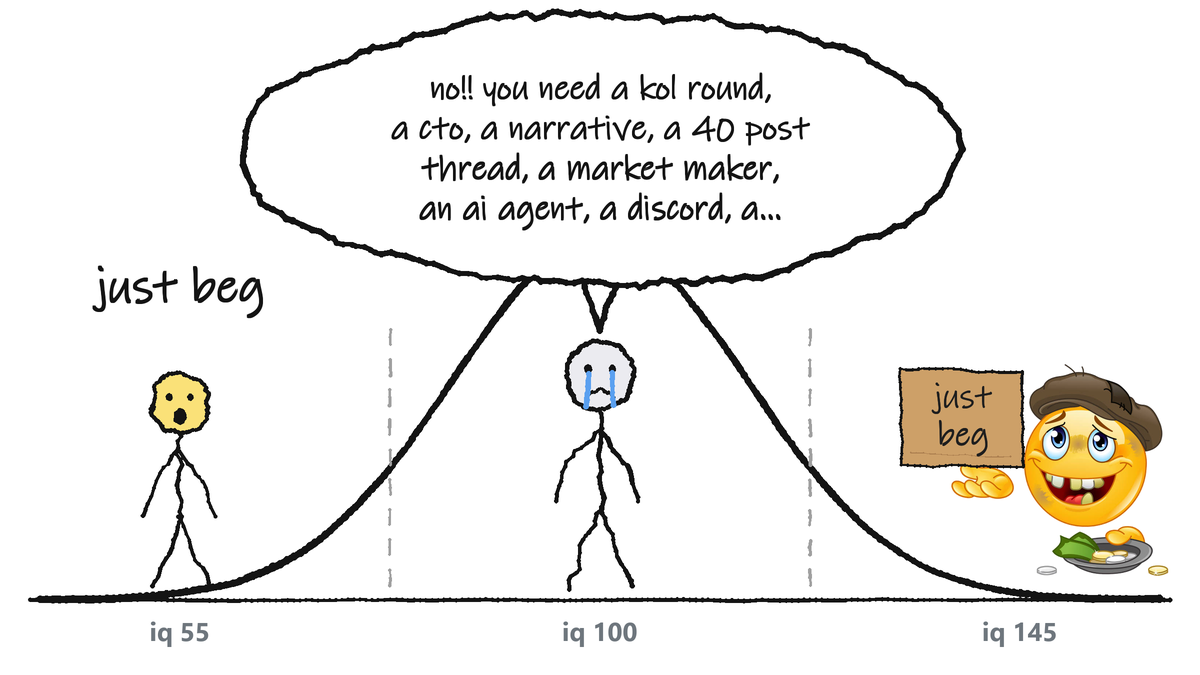 no!! you need a kol round,
a cto, a narrative, a 40 post
thread, a market maker,
an ai agent, a discord, a...
just beg
just
beg
iq 55
iq 100
iq 145